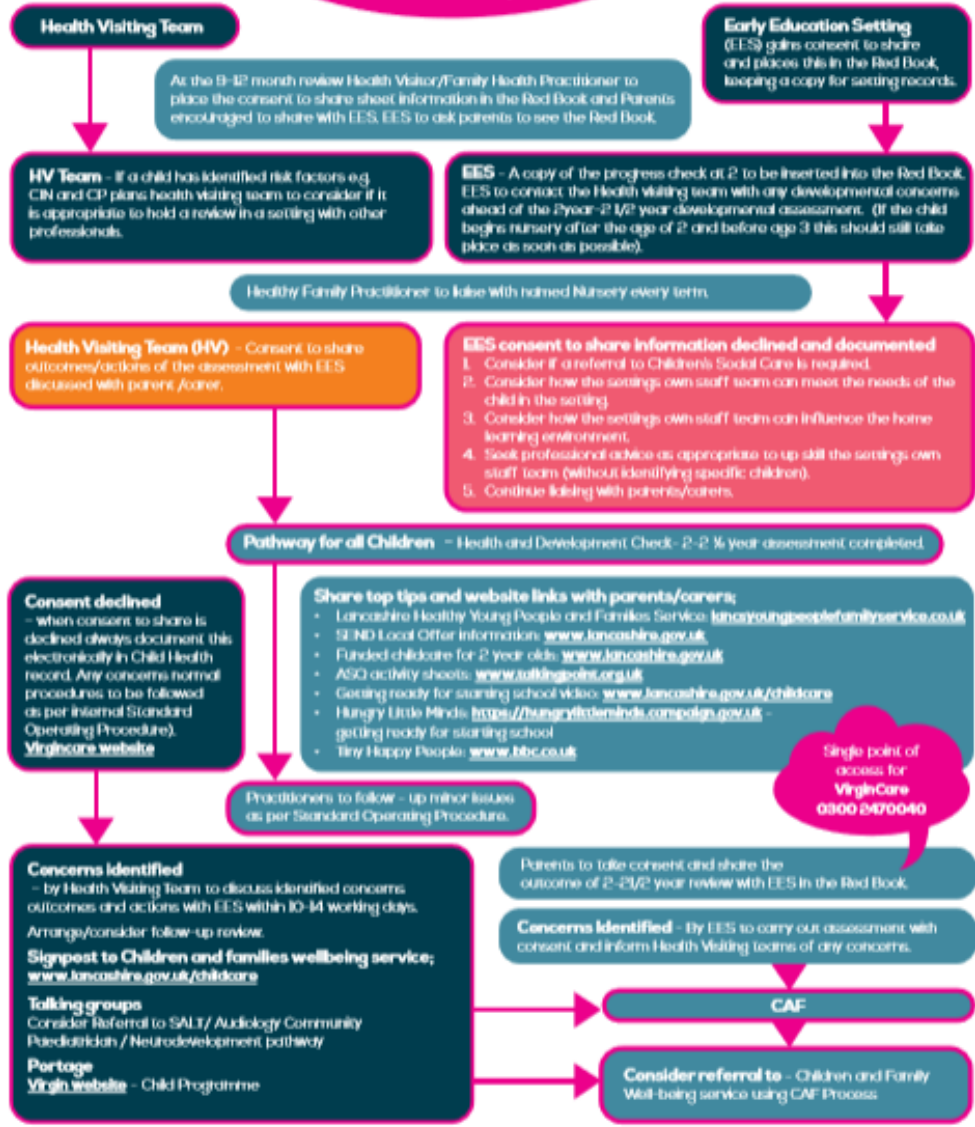 Health Visiting Team
Early Education Setting
(EES) gains consent to share
and places this in the Red Book,
keeping a copy for setting records.
At the 9-12 month review Health Visitor/Family Health Practitioner to
place the consent to share sheet information in the Red Book and Parents
encouraged to share with EES. EES to ask parents to see the Red Book.
HV Team - If a child has identified risk factors e.g.
CIN and CP plans health visiting team to consider if it
is appropriate to hold a review in a setting with other
professionals.
EES - A copy of the progress check at 2 to be inserted into the Red Book.
EES to contact the Health visiting team with any developmental concerns
ahead of the 2year-2 1/2 year developmental assessment. (If the child
begins nursery after the age of 2 and before age 3 this should still take
place as soon as possible).
Healthy Family Practitioner to liaise with named Nursery every term.
Health Visiting Team (HV) - Consent to share
outcomes/actions of the assessment with EES
discussed with parent /carer.
EES consent to share information declined and documented
1. Consider if a referral to Children's Social Care is required.
2. Consider how the settings own staff team can meet the needs of the
child in the setting.
3. Consider how the settings own staff team can influence the home
learning environment.
4. Seek professional advice as appropriate to up skill the settings own
staff team (without identifying specific children).
5. Continue liaising with parents/carers.
Pathway for all Children - Health and Development Check- 2-2 ½ year assessment completed.
Consent declined
- when consent to share is
declined always document this
electronically in Child Health
record. Any concerns normal
procedures to be followed
as per internal Standard
Operating Procedure).
Virgincare website
Share top tips and website links with parents/carers;
• Lancashire Healthy Young People and Families Service: lancsyoungpeoplefamilyservice.co.uk
• SEND Local Offer information: www.lancashire.gov.uk
• Funded childcare for 2 year olds: www.lancashire.gov.uk
• ASQ activity sheets: www.talkingpoint.org.uk
• Getting ready for starting school video: www.lancashire.gov.uk/childcare
• Hungry Little Minds: https://hungrylittleminds.campaign.gov.uk -
getting ready for starting school
• Tiny Happy People: www.bbc.co.uk
Single point of
access for
VirginCare
0300 2470040
Practitioners to follow - up minor issues
as per Standard Operating Procedure.
Concerns identified
- by Health Visiting Team to discuss identified concerns
outcomes and actions with EES within 10-14 working days.
Arrange/consider follow-up review.
Signpost to Children and families wellbeing service;
www.lancashire.gov.uk/childcare
Talking groups
Consider Referral to SALT/ Audiology Community
Paediatrician / Neurodevelopment pathway
Portage
Virgin website - Child Programme
Parents to take consent and share the
outcome of 2-21/2 year review with EES in the Red Book.
Concerns Identified - By EES to carry out assessment with
consent and inform Health Visiting teams of any concerns.
CAF
Consider referral to - Children and Family
Well-being service using CAF Process